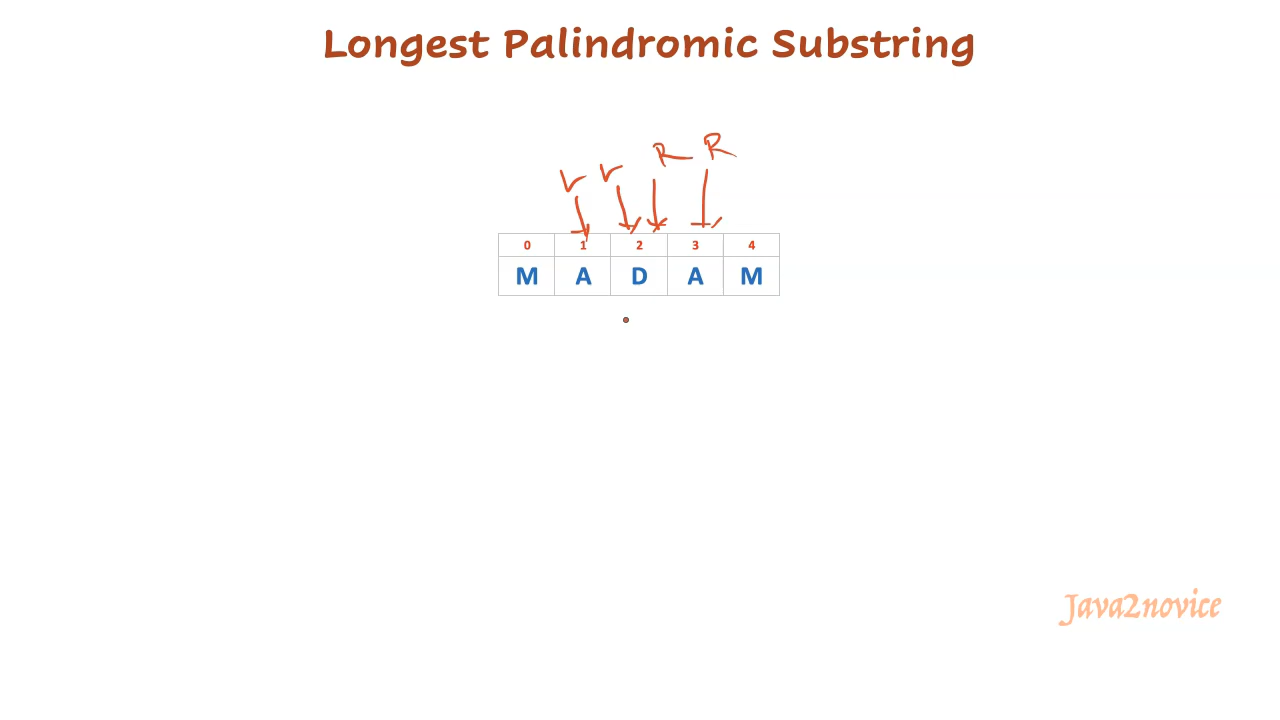 Longest Palindromic Substring
R R
0 1 2 3 4
M A D A M
Java2novice